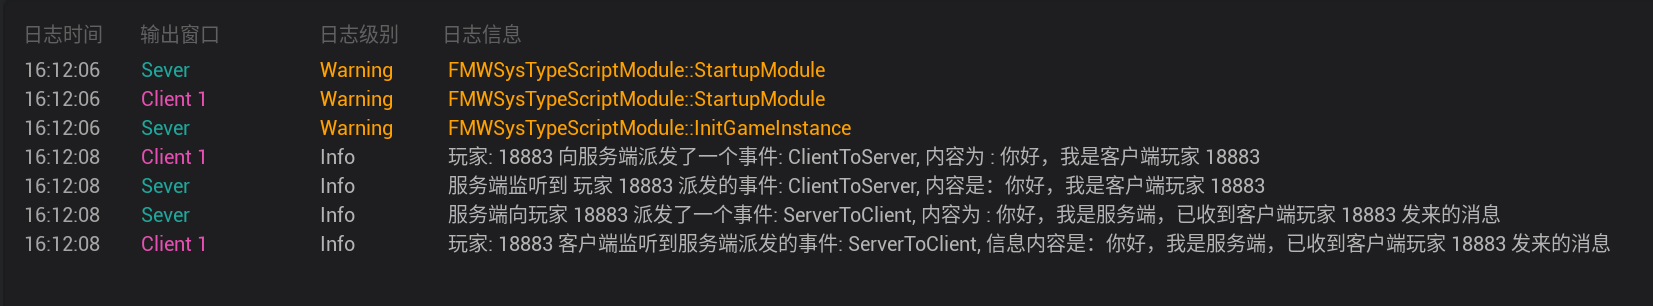 日志时间 输出窗口 日志级别 日志信息
16:12:06 Sever Warning FMWSysTypeScriptModule::StartupModule
16:12:06 Client 1 Warning FMWSysTypeScriptModule::StartupModule
16:12:06 Sever Warning FMWSysTypeScriptModule::InitGameInstance
16:12:08 Client 1 Info 玩家: 18883 向服务端派发了一个事件: ClientToServer, 内容为 : 你好，我是客户端玩家 18883
16:12:08 Sever Info 服务端监听到 玩家 18883 派发的事件: ClientToServer, 内容是：你好，我是客户端玩家 18883
16:12:08 Sever Info 服务端向玩家 18883 派发了一个事件: ServerToClient, 内容为 : 你好，我是服务端，已收到客户端玩家 18883 发来的消息
16:12:08 Client 1 Info 玩家: 18883 客户端监听到服务端派发的事件: ServerToClient, 信息内容是：你好，我是服务端，已收到客户端玩家 18883 发来的消息